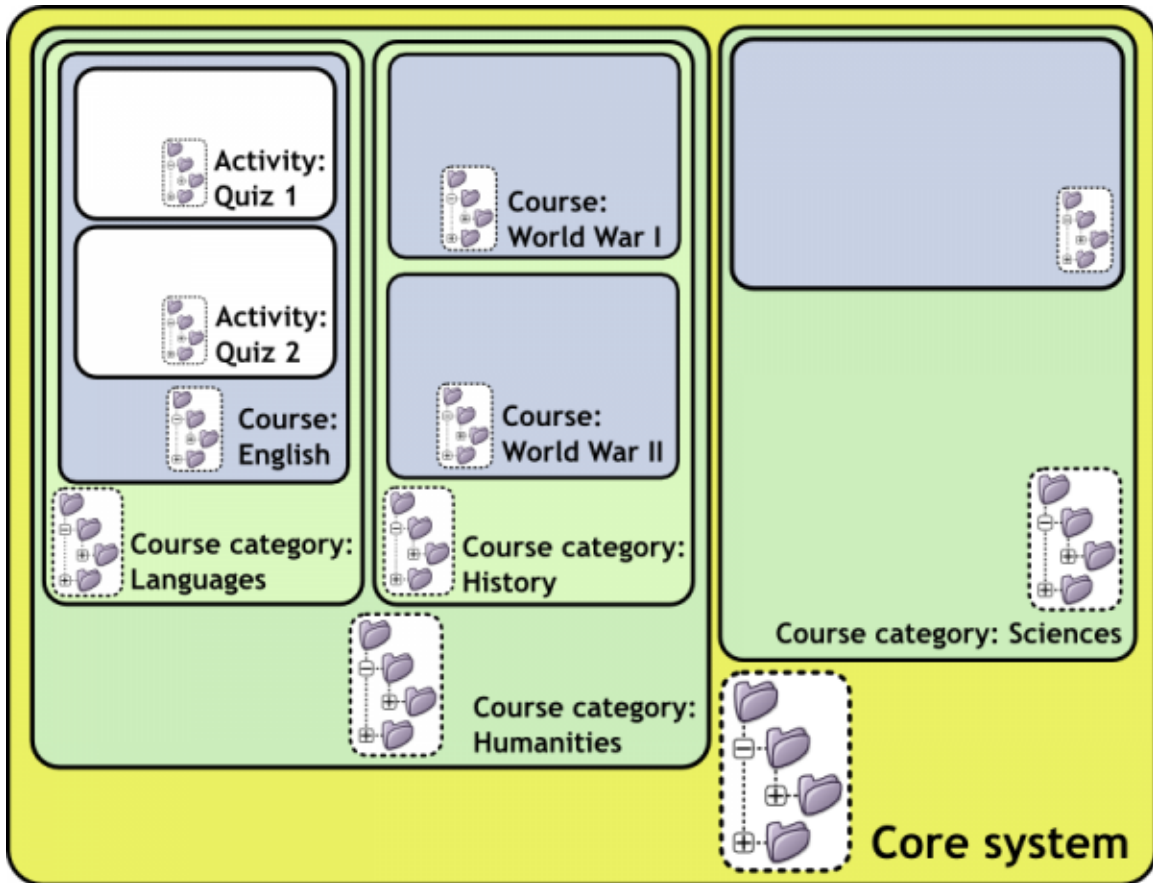 Activity:
Quiz 1
Activity:
Quiz 2
Course:
English
Course category:
Languages
Course:
World War I
Course:
World War II
Course category:
History
Course category:
Humanities
Course category: Sciences
Core system